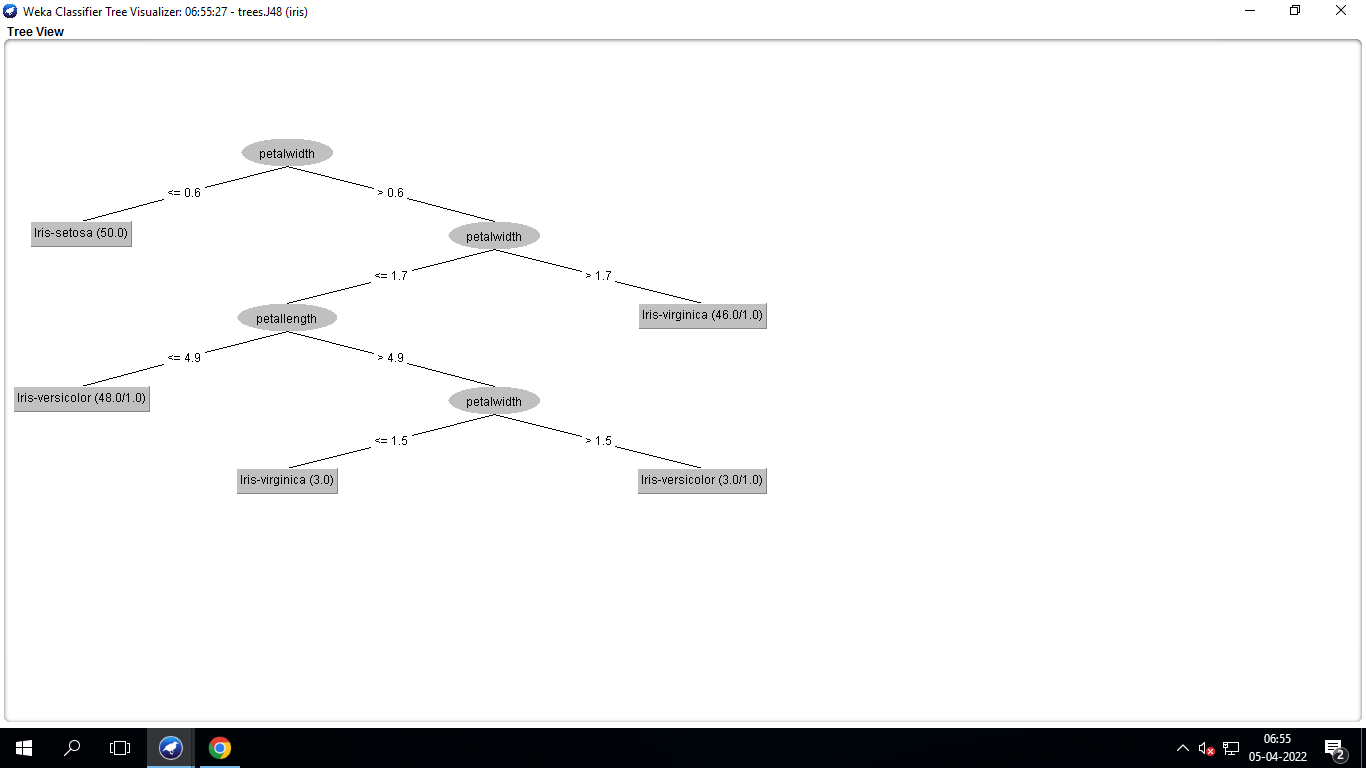 Weka Classifier Tree Visualizer: 06:55:27 - trees.J48 (iris)
Tree View
petalwidth
<= 0.6
> 0.6
Iris-setosa (50.0)
petalwidth
<= 1.7
> 1.7
petallength
Iris-virginica (46.0/1.0)
<= 4.9
> 4.9
Iris-versicolor (48.0/1.0)
petalwidth
<= 1.5
> 1.5
Iris-virginica (3.0)
Iris-versicolor (3.0/1.0)
06:55
05-04-2022
2